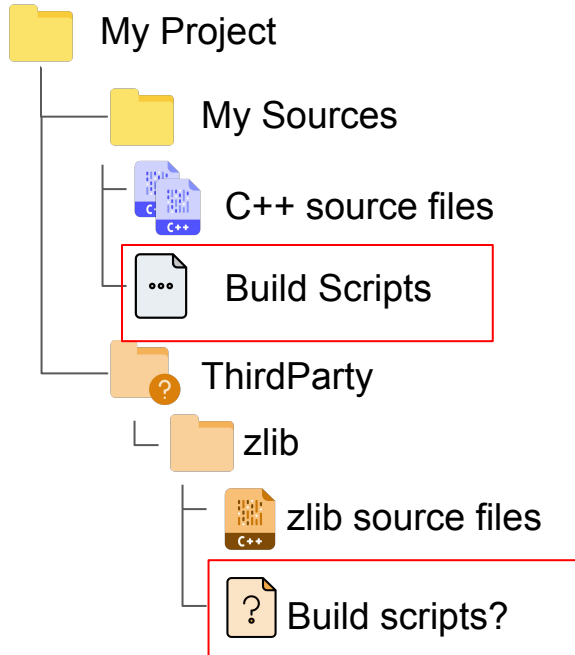 My Project
My Sources
C++
C++ source files
Build Scripts
?
ThirdParty
zlib
C++
zlib source files
?
Build scripts?